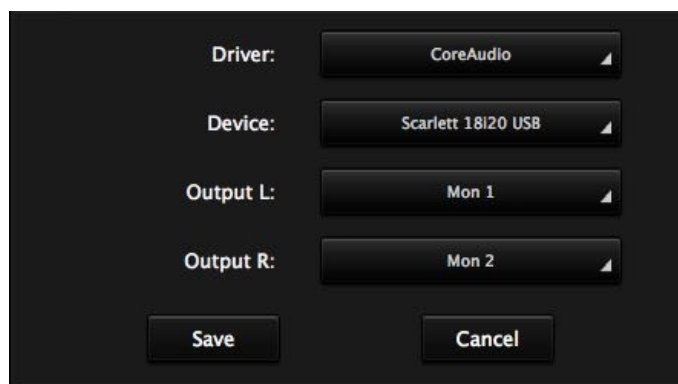 Driver: CoreAudio
Device: Scarlett 18i20 USB
Output L: Mon 1
Output R: Mon 2
Save Cancel